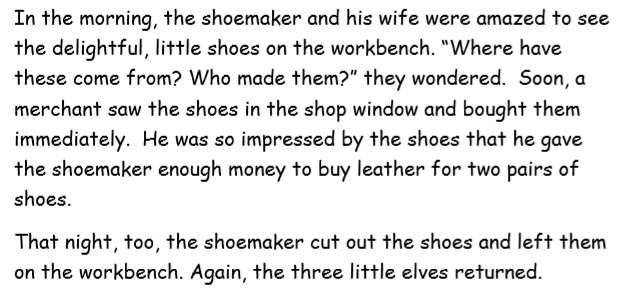 In the morning, the shoemaker and his wife were amazed to see
the delightful, little shoes on the workbench. “Where have
these come from? Who made them?” they wondered.  Soon, a
merchant saw the shoes in the shop window and bought them
immediately.  He was so impressed by the shoes that he gave
the shoemaker enough money to buy leather for two pairs of
shoes.
That night, too, the shoemaker cut out the shoes and left them
on the workbench. Again, the three little elves returned.